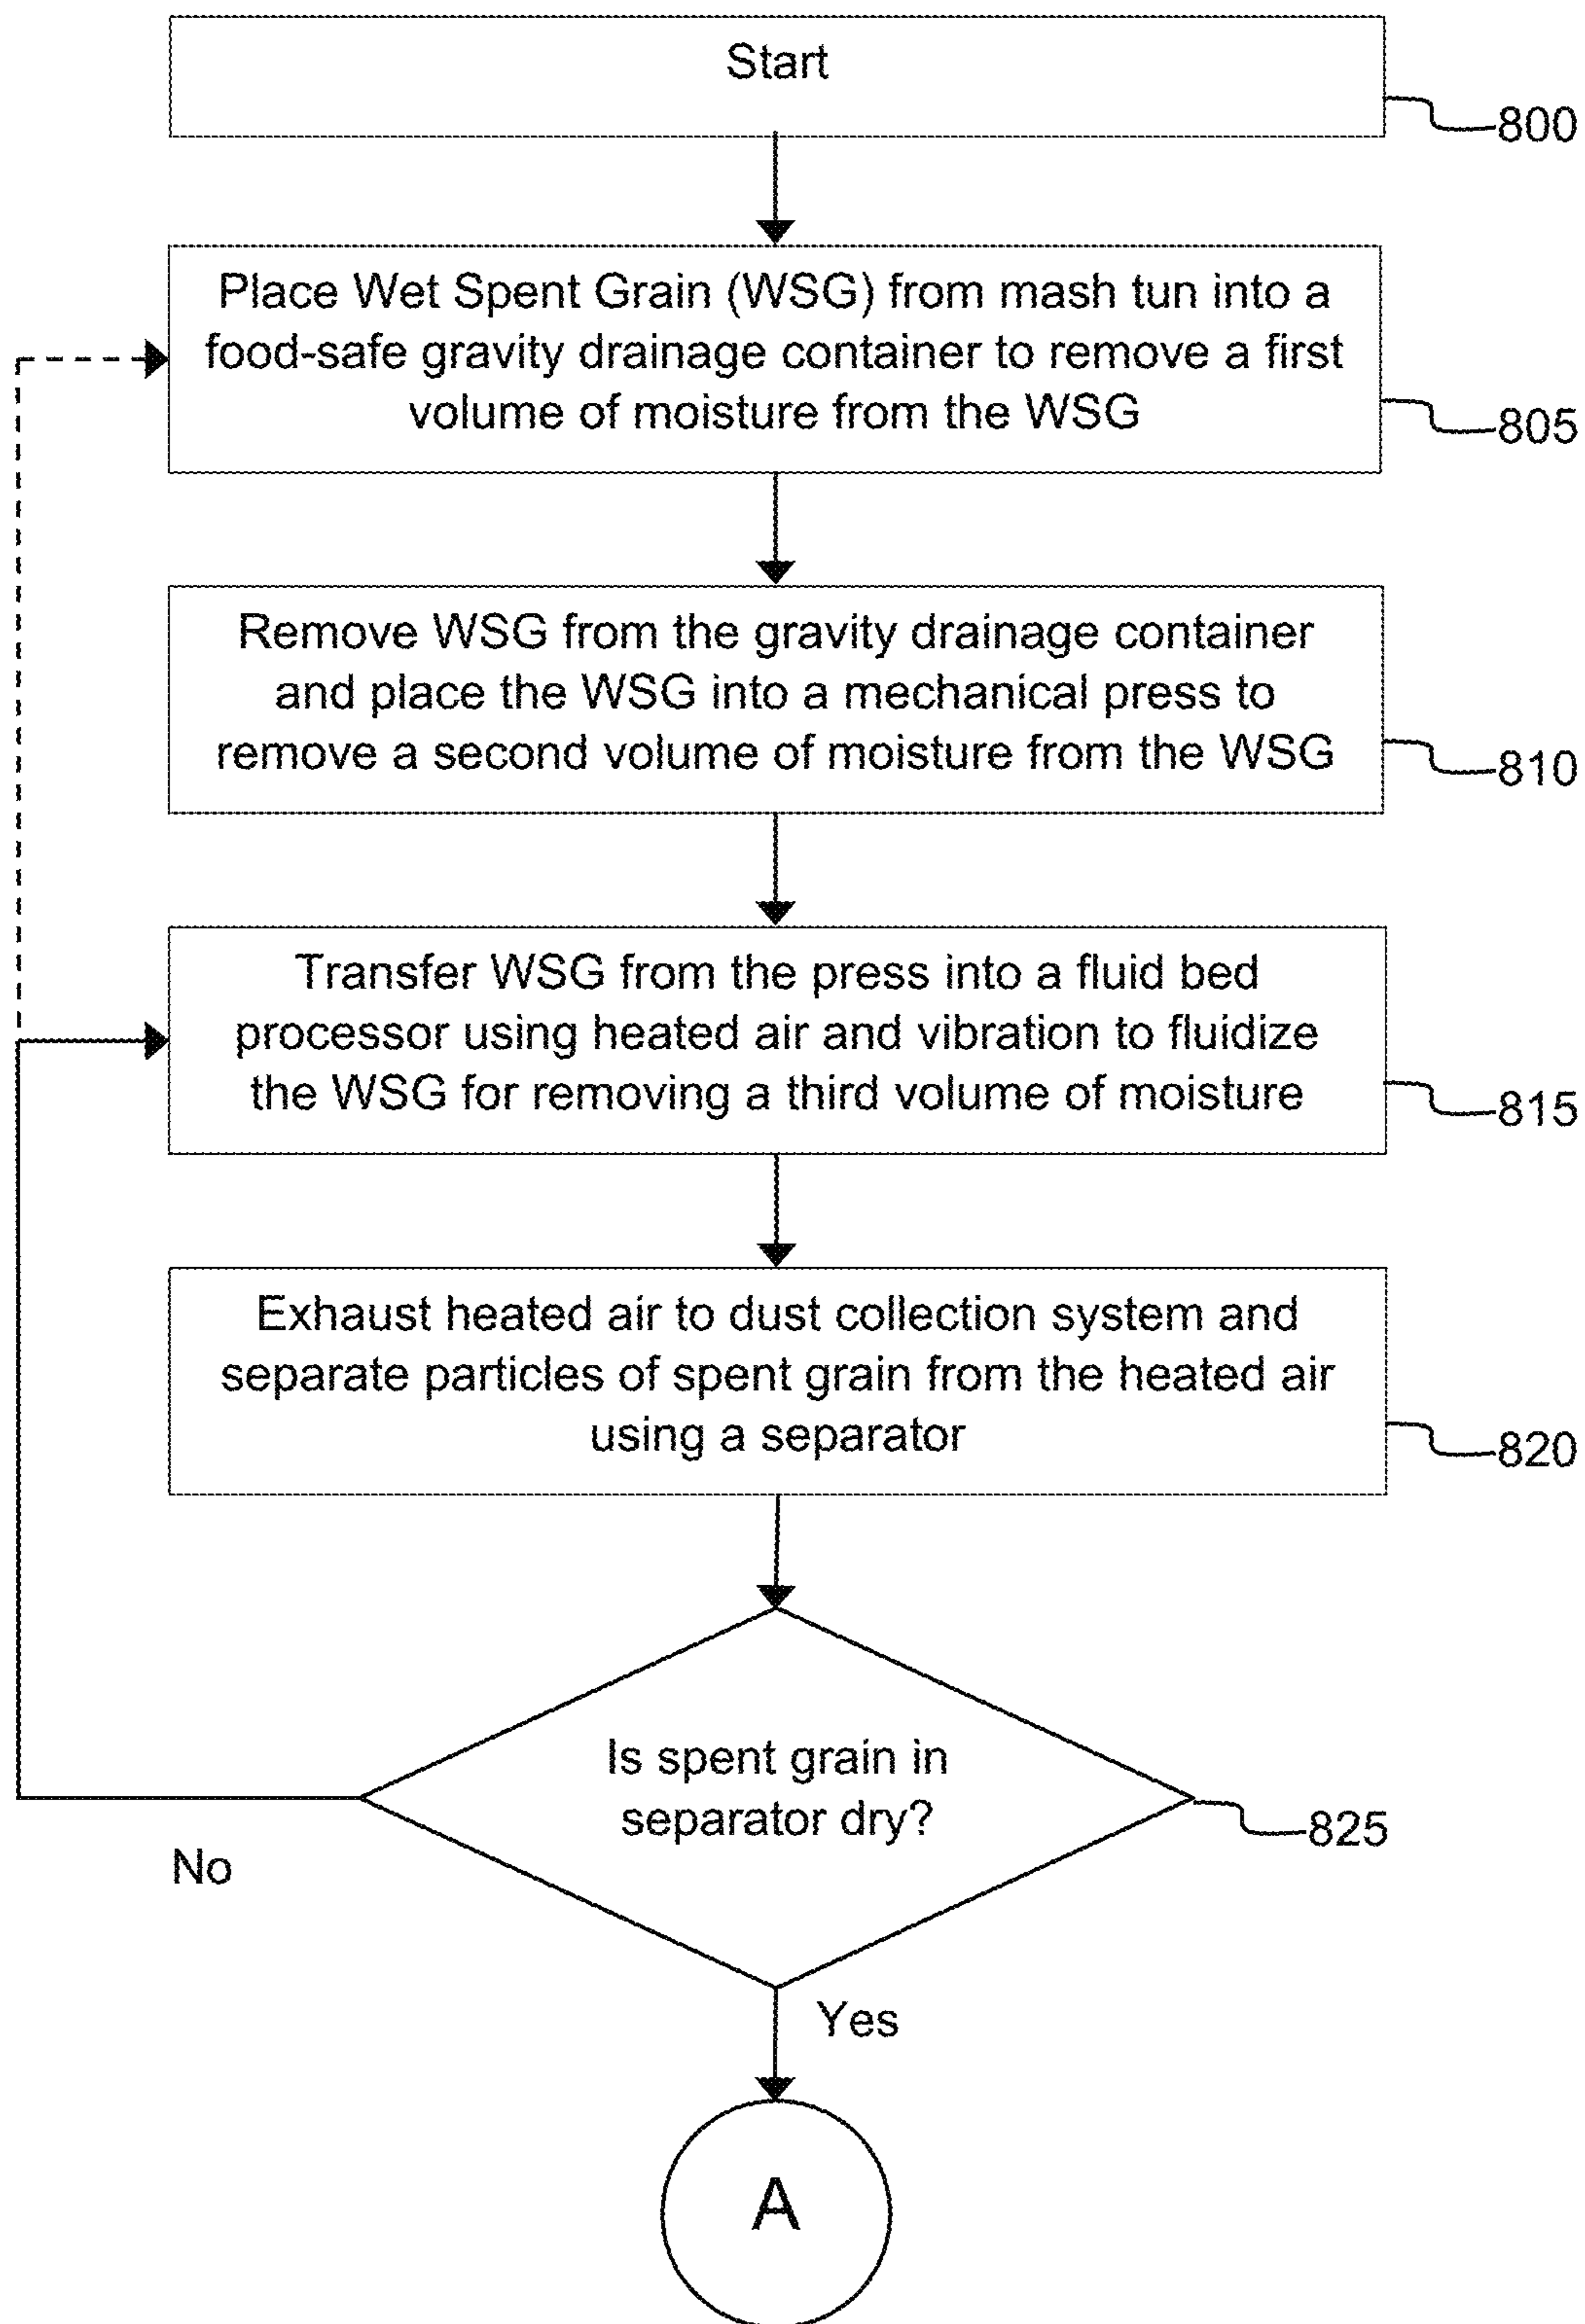 Start
800
Place Wet Spent Grain (WSG) from mash tun into a
food-safe gravity drainage container to remove a first
volume of moisture from the WSG
805
Remove WSG from the gravity drainage container
and place the WSG into a mechanical press to
remove a second volume of moisture from the WSG
810
Transfer WSG from the press into a fluid bed
processor using heated air and vibration to fluidize
the WSG for removing a third volume of moisture
815
Exhaust heated air to dust collection system and
separate particles of spent grain from the heated air
using a separator
820
Is spent grain in
separator dry?
825
No
Yes
A